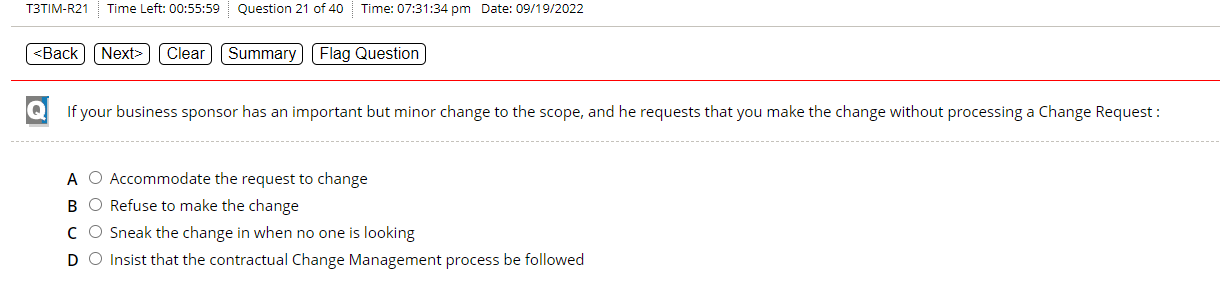 T3TIM-R21 Time Left: 00:55:59 Question 21 of 40 Time: 07:31:34 pm Date: 09/19/2022
<Back Next> Clear Summary Flag Question
Q If your business sponsor has an important but minor change to the scope, and he requests that you make the change without processing a Change Request :
A Accommodate the request to change
B Refuse to make the change
C Sneak the change in when no one is looking
D Insist that the contractual Change Management process be followed